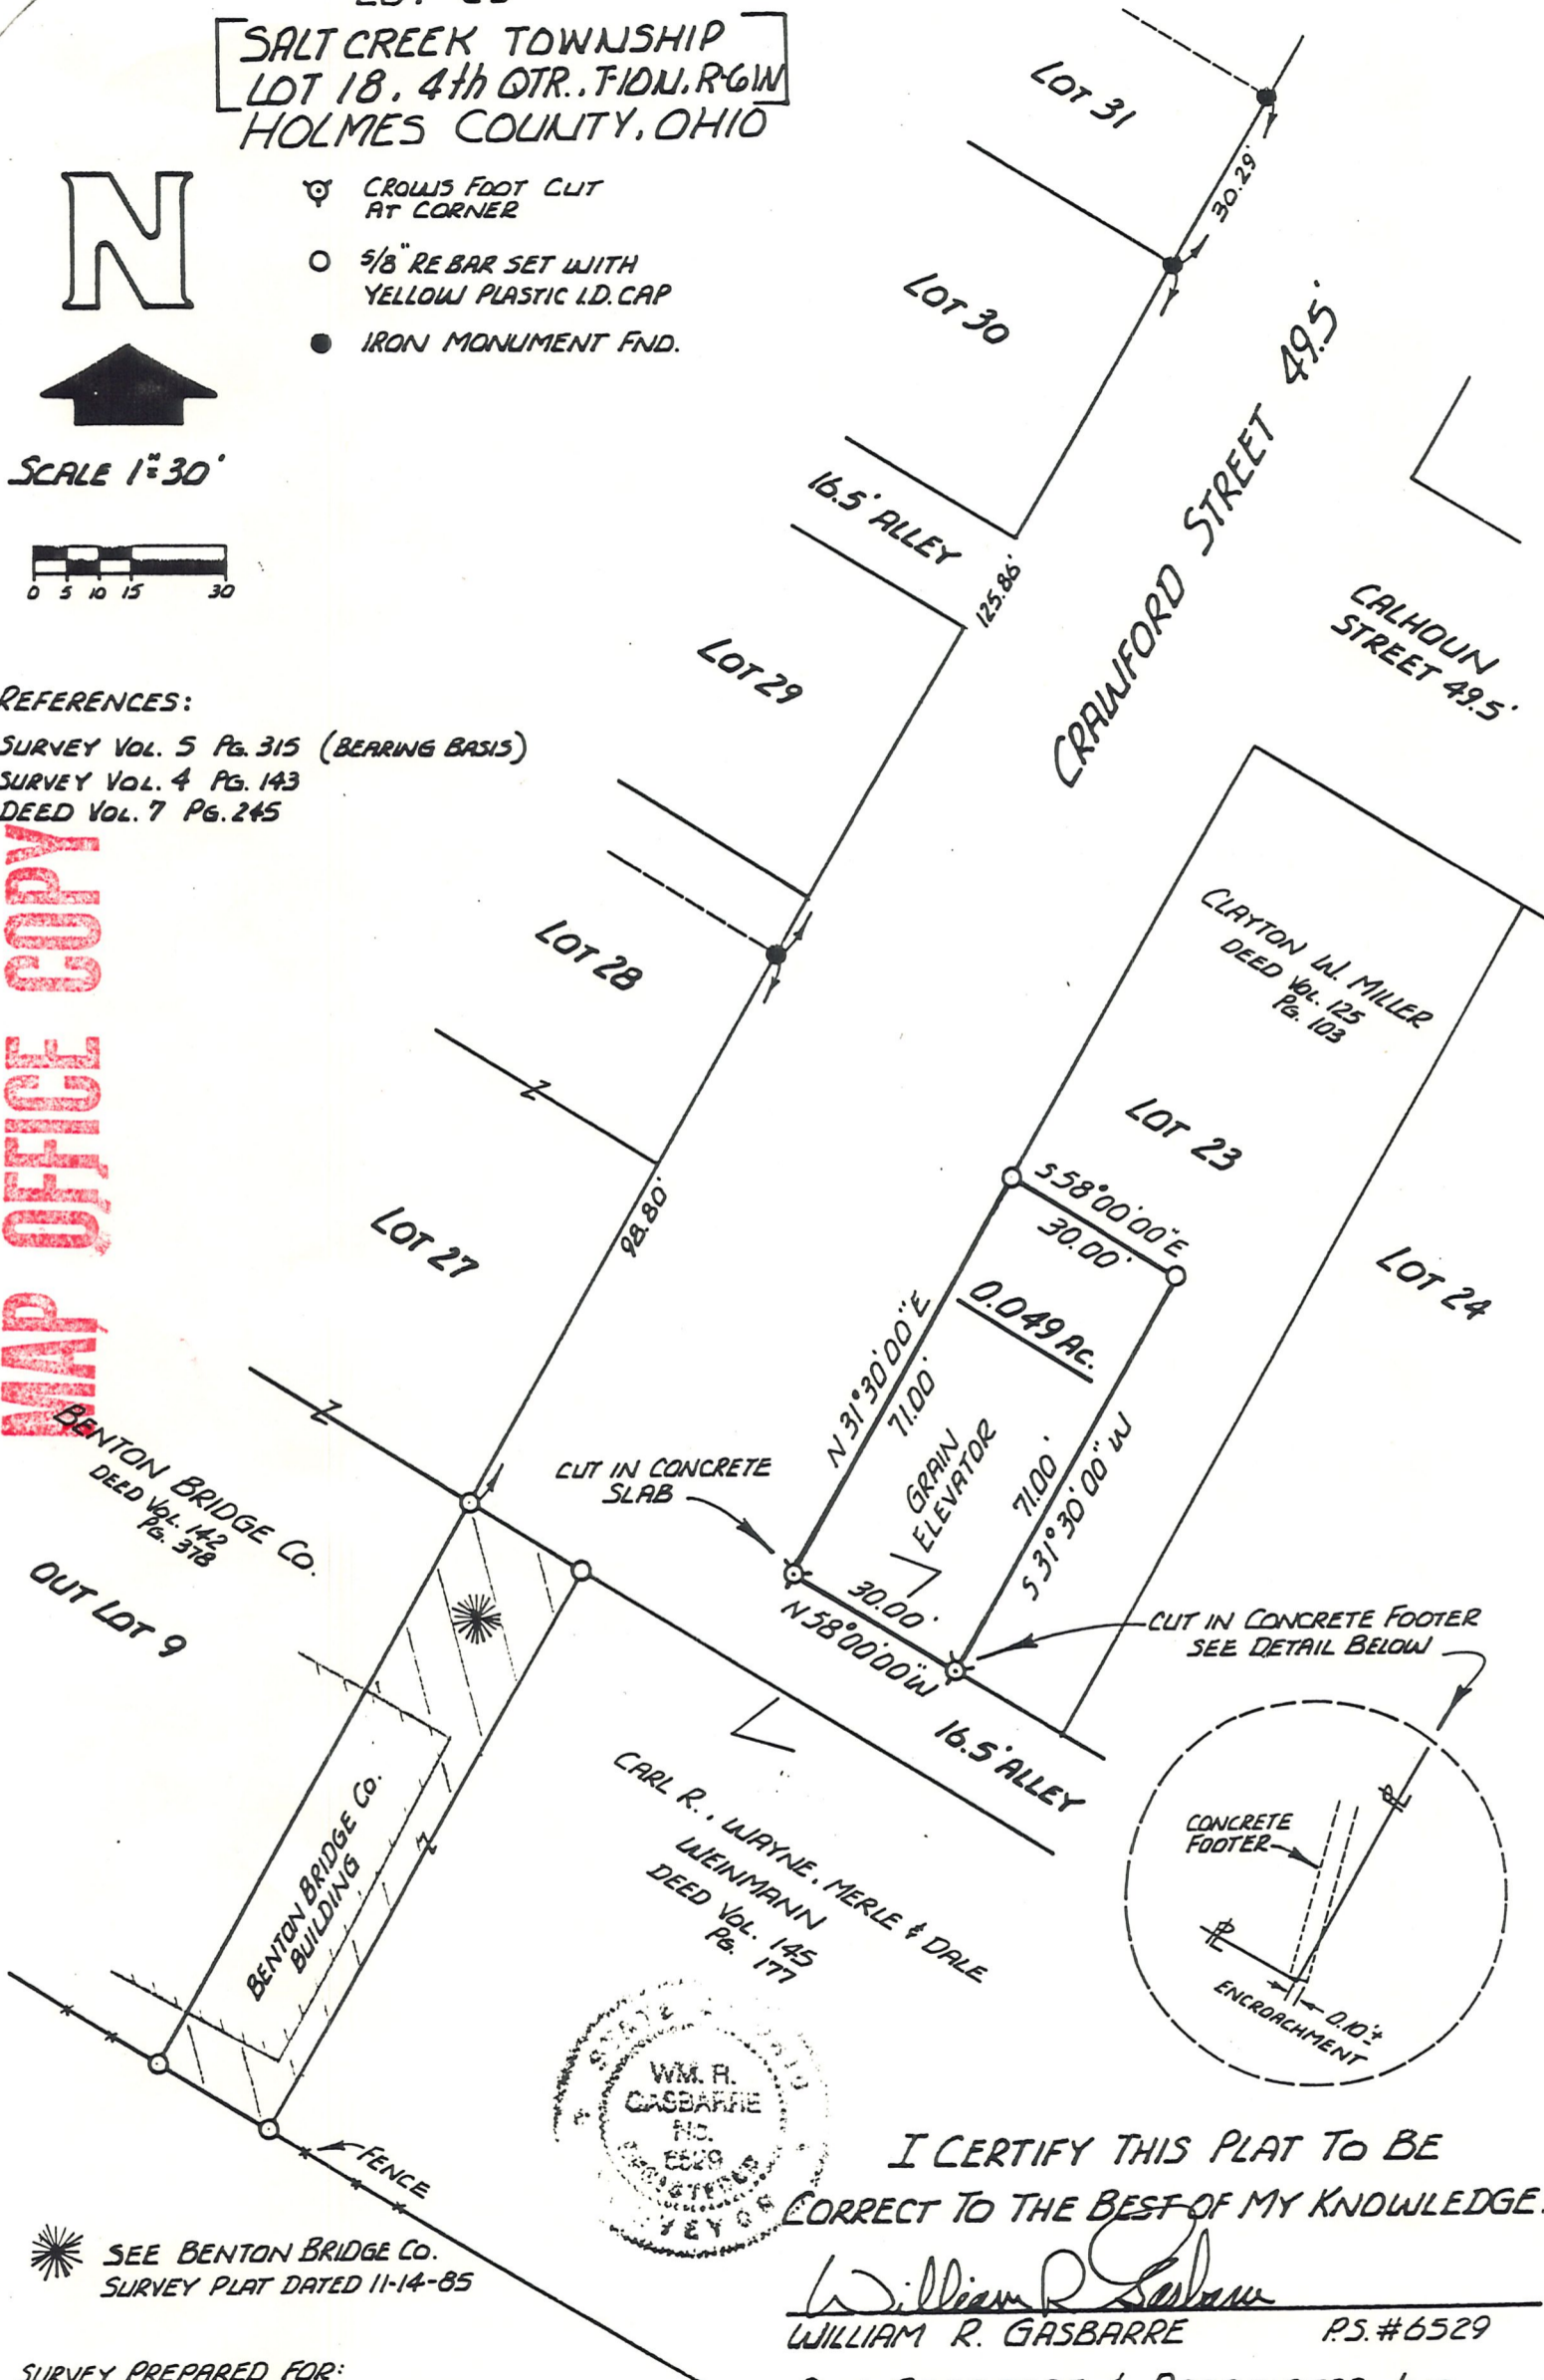 SALT CREEK TOWNSHIP
LOT 18, 4th QTR., T-10N, R-6W
HOLMES COUNTY, OHIO
N
CROWS FOOT CUT
AT CORNER
5/8" REBAR SET WITH
YELLOW PLASTIC I.D. CAP
IRON MONUMENT FND.
SCALE 1"=30'
0 5 10 15 30
REFERENCES:
SURVEY VOL. 5 PG. 315 (BEARING BASIS)
SURVEY VOL. 4 PG. 143
DEED VOL. 7 PG. 245
MAP OFFICE COPY
LOT 31
30.29'
LOT 30
CRAWFORD STREET 49.5'
16.5' ALLEY
125.86'
CALHOUN
STREET 49.5'
LOT 29
LOT 28
CLAYTON W. MILLER
DEED VOL. 125
PG. 103
LOT 23
LOT 27
98.80'
S 58°00'00" E
30.00'
0.049 AC.
LOT 24
N 31°30'00" E
71.00'
GRAIN
ELEVATOR
71.00'
S 31°30'00" W
CUT IN CONCRETE
SLAB
30.00'
N 58°00'00" W
BENTON BRIDGE CO.
DEED VOL. 142
PG. 378
OUT LOT 9
CUT IN CONCRETE FOOTER
SEE DETAIL BELOW
16.5' ALLEY
CARL R., WAYNE, MERLE & DALE
WEINMANN
DEED VOL. 145
PG. 177
BENTON BRIDGE CO.
BUILDING
CONCRETE
FOOTER
PL
PL
0.10'±
ENCROACHMENT
FENCE
STATE
WM. R.
GASBARRE
No.
6529
REGISTERED
I CERTIFY THIS PLAT TO BE
CORRECT TO THE BEST OF MY KNOWLEDGE.
William R Gasbarre
WILLIAM R. GASBARRE P.S. #6529
SEE BENTON BRIDGE CO.
SURVEY PLAT DATED 11-14-85
SURVEY PREPARED FOR: